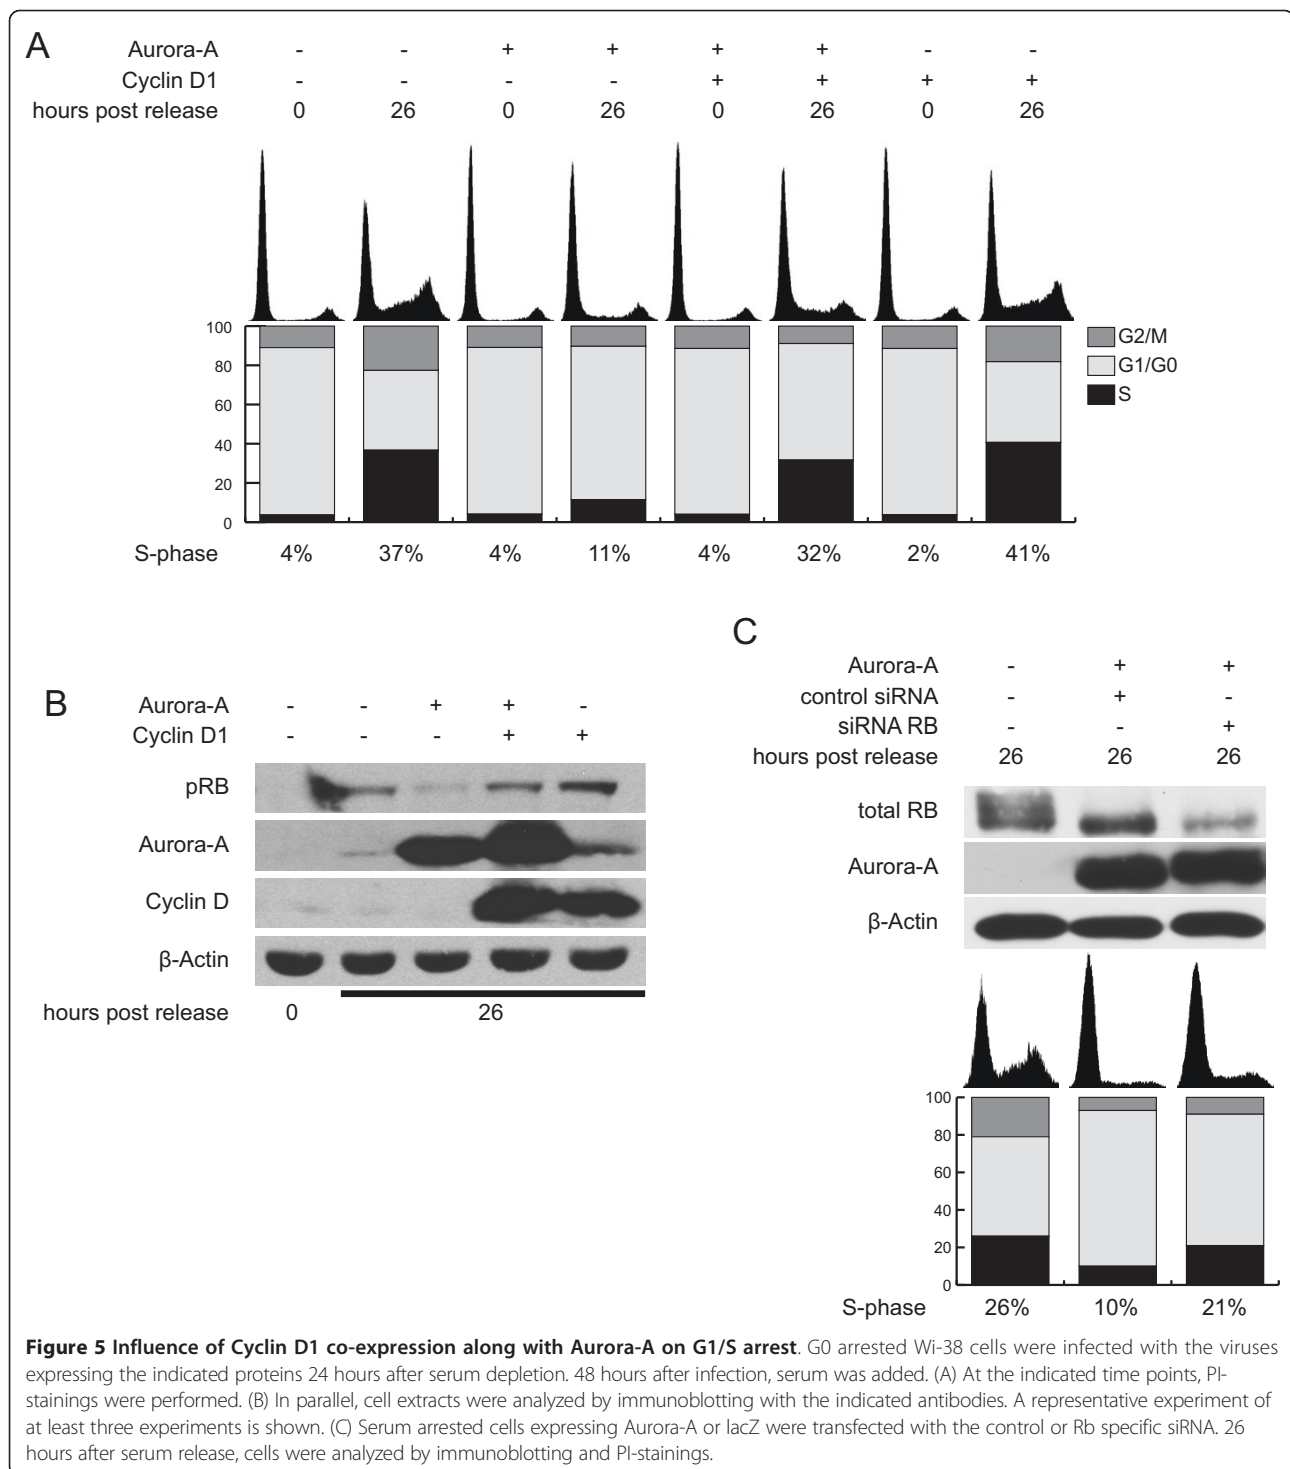 A
Aurora-A - - + + + + - -
Cyclin D1 - - - - + + + +
hours post release 0 26 0 26 0 26 0 26
100
80
60
40
20
0
G2/M
G1/G0
S
S-phase 4% 37% 4% 11% 4% 32% 2% 41%
B
Aurora-A - - + + -
Cyclin D1 - - - + +
pRB
Aurora-A
Cyclin D
β-Actin
hours post release 0 26
C
Aurora-A - + +
control siRNA - + -
siRNA RB - - +
hours post release 26 26 26
total RB
Aurora-A
β-Actin
100
80
60
40
20
0
S-phase 26% 10% 21%
Figure 5 Influence of Cyclin D1 co-expression along with Aurora-A on G1/S arrest. G0 arrested Wi-38 cells were infected with the viruses
expressing the indicated proteins 24 hours after serum depletion. 48 hours after infection, serum was added. (A) At the indicated time points, PI-
stainings were performed. (B) In parallel, cell extracts were analyzed by immunoblotting with the indicated antibodies. A representative experiment of
at least three experiments is shown. (C) Serum arrested cells expressing Aurora-A or lacZ were transfected with the control or Rb specific siRNA. 26
hours after serum release, cells were analyzed by immunoblotting and PI-stainings.